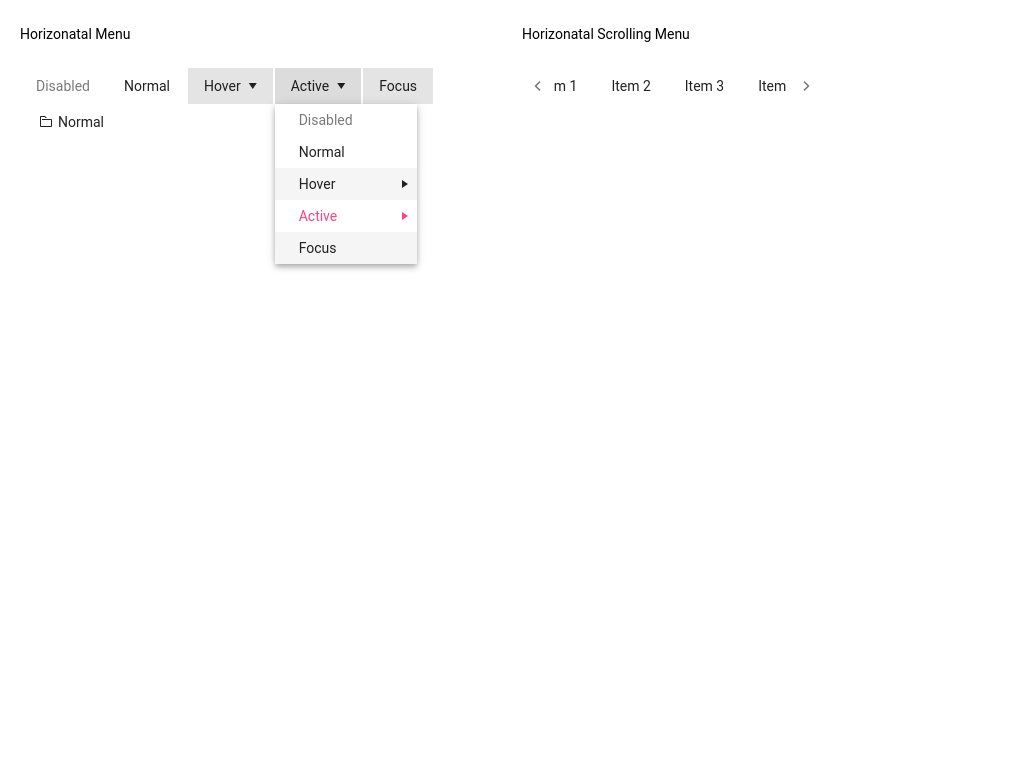 Horizonatal Menu
Disabled Normal Hover Active Focus
Normal
Disabled
Normal
Hover
Active
Focus
Horizonatal Scrolling Menu
m 1 Item 2 Item 3 Item